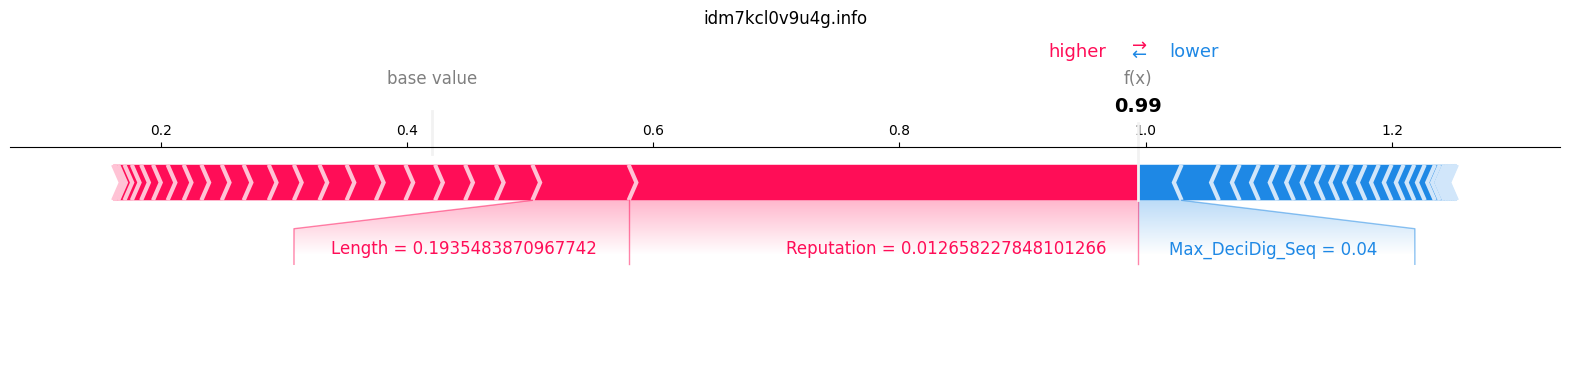 idm7kcl0v9u4g.info
higher → ← lower
base value f(x)
0.99
0.2 0.4 0.6 0.8 1.0 1.2
Length = 0.1935483870967742 Reputation = 0.012658227848101266 Max_DeciDig_Seq = 0.04